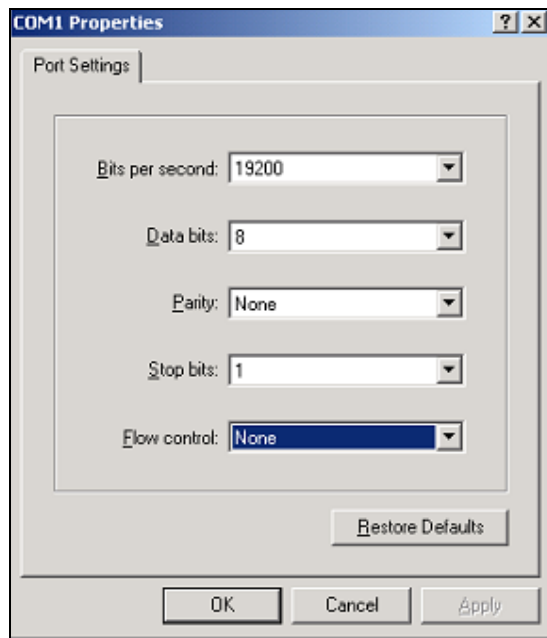 COM1 Properties
Port Settings
Bits per second: 19200
Data bits: 8
Parity: None
Stop bits: 1
Flow control: None
Restore Defaults
OK Cancel Apply